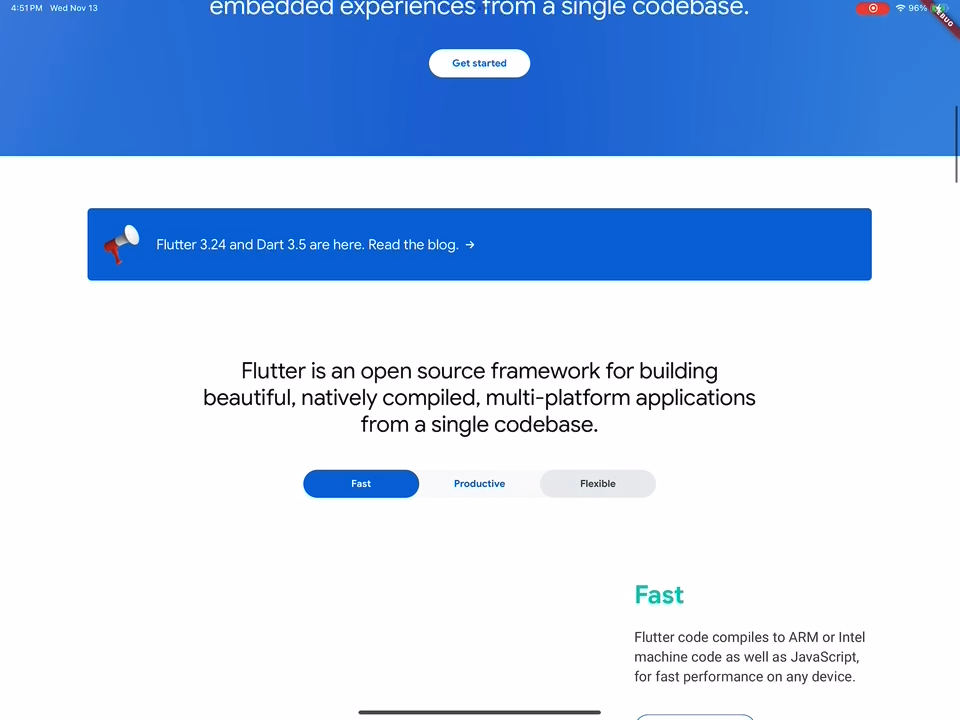 4:51 PM Wed Nov 13
96%
embedded experiences from a single codebase.
Get started
Flutter 3.24 and Dart 3.5 are here. Read the blog. →
Flutter is an open source framework for building
beautiful, natively compiled, multi-platform applications
from a single codebase.
Fast
Productive
Flexible
Fast
Flutter code compiles to ARM or Intel
machine code as well as JavaScript,
for fast performance on any device.